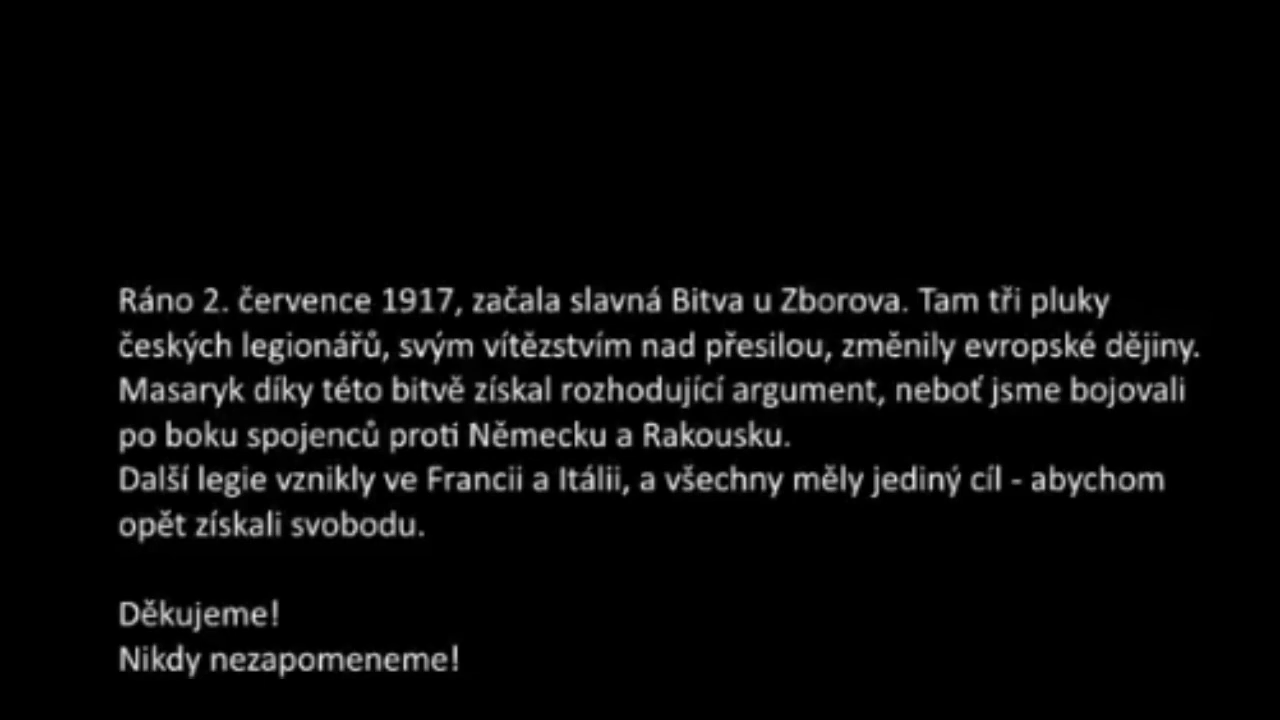 Ráno 2. července 1917, začala slavná Bitva u Zborova. Tam tři pluky
českých legionářů, svým vítězstvím nad přesilou, změnily evropské dějiny.
Masaryk díky této bitvě získal rozhodující argument, neboť jsme bojovali
po boku spojenců proti Německu a Rakousku.
Další legie vznikly ve Francii a Itálii, a všechny měly jediný cíl - abychom
opět získali svobodu.
Děkujeme!
Nikdy nezapomeneme!